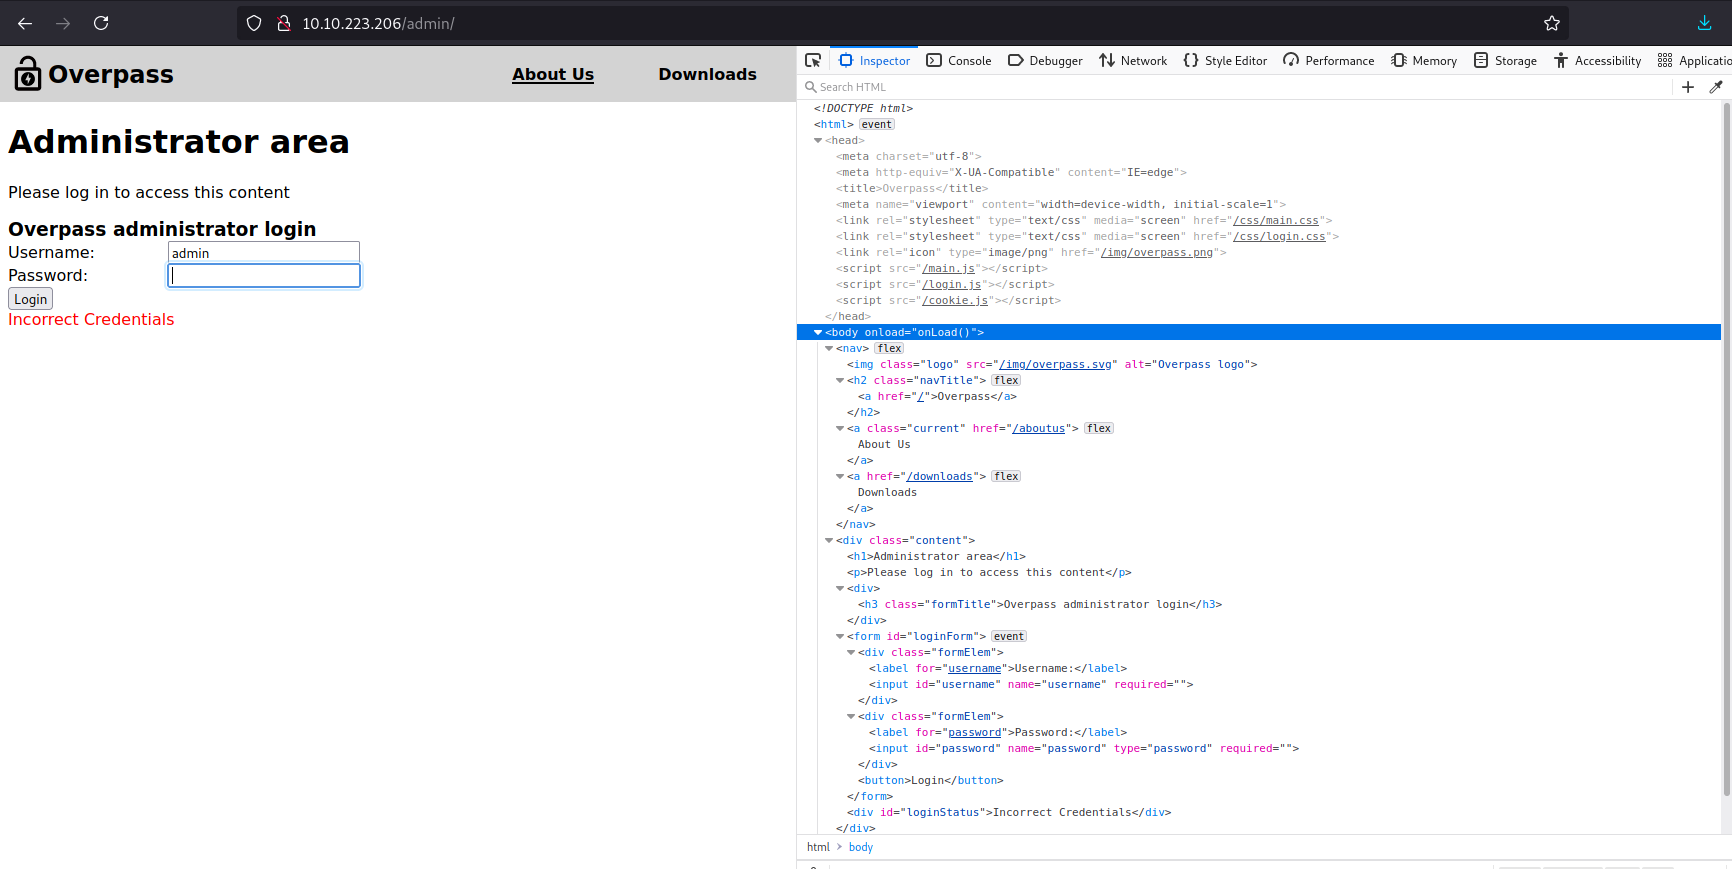 10.10.223.206/admin/
Overpass
About Us
Downloads
Administrator area
Please log in to access this content
Overpass administrator login
Username:
admin
Password:
Login
Incorrect Credentials
Inspector
Console
Debugger
Network
Style Editor
Performance
Memory
Storage
Accessibility
Applicatio
Search HTML
<!DOCTYPE html>
<html> event
<head>
<meta charset="utf-8">
<meta http-equiv="X-UA-Compatible" content="IE=edge">
<title>Overpass</title>
<meta name="viewport" content="width=device-width, initial-scale=1">
<link rel="stylesheet" type="text/css" media="screen" href="/css/main.css">
<link rel="stylesheet" type="text/css" media="screen" href="/css/login.css">
<link rel="icon" type="image/png" href="/img/overpass.png">
<script src="/main.js"></script>
<script src="/login.js"></script>
<script src="/cookie.js"></script>
</head>
<body onload="onLoad()">
<nav> flex
<img class="logo" src="/img/overpass.svg" alt="Overpass logo">
<h2 class="navTitle"> flex
<a href="/">Overpass</a>
</h2>
<a class="current" href="/aboutus"> flex
About Us
</a>
<a href="/downloads"> flex
Downloads
</a>
</nav>
<div class="content">
<h1>Administrator area</h1>
<p>Please log in to access this content</p>
<div>
<h3 class="formTitle">Overpass administrator login</h3>
</div>
<form id="loginForm"> event
<div class="formElem">
<label for="username">Username:</label>
<input id="username" name="username" required="">
</div>
<div class="formElem">
<label for="password">Password:</label>
<input id="password" name="password" type="password" required="">
</div>
<button>Login</button>
</form>
<div id="loginStatus">Incorrect Credentials</div>
</div>
html > body